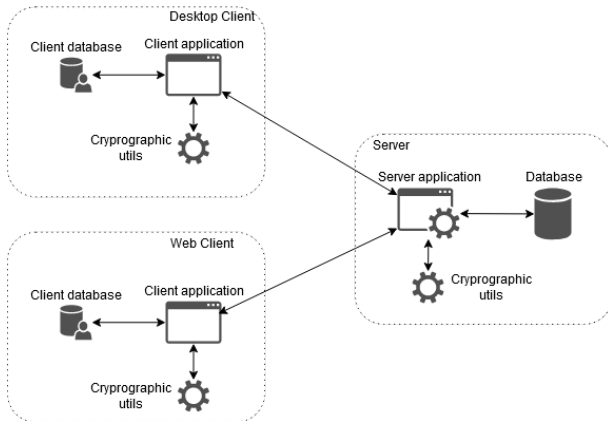 Desktop Client
Client database
Client application
Cryprographic
utils
Server
Server application
Database
Cryprographic
utils
Web Client
Client database
Client application
Cryprographic
utils